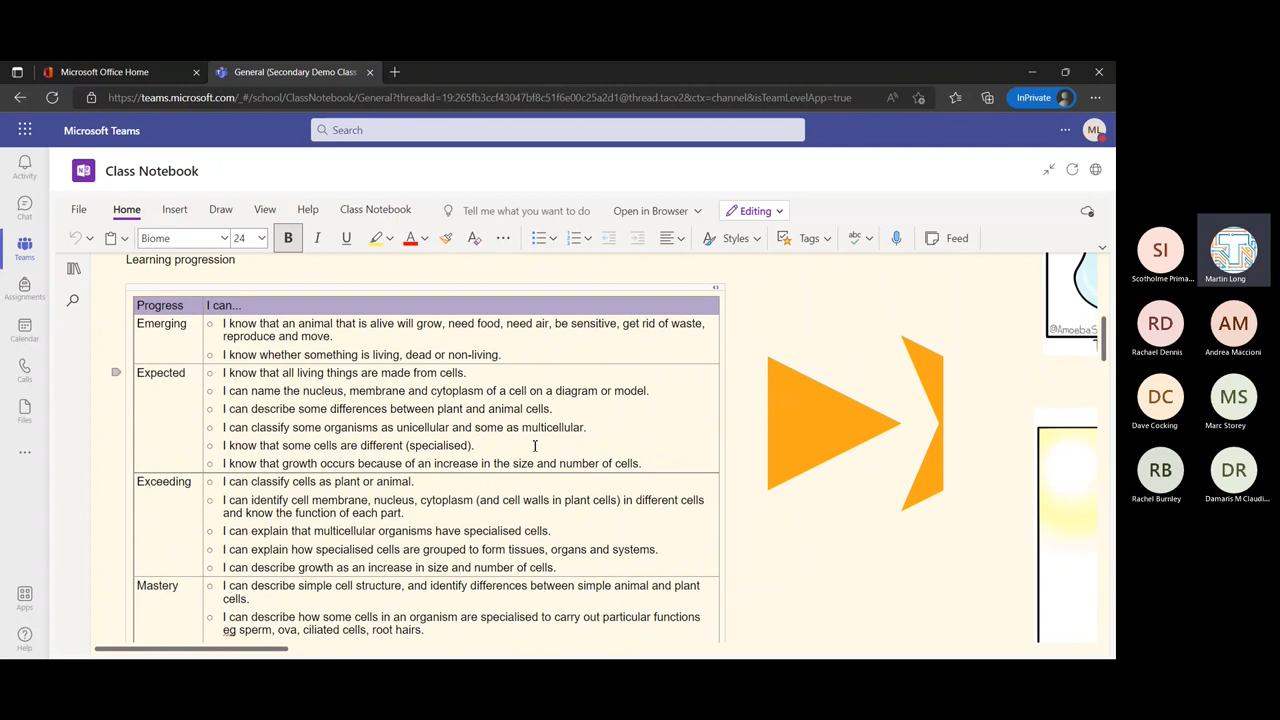 Microsoft Office Home
General (Secondary Demo Class
https://teams.microsoft.com/_#/school/ClassNotebook/General?threadId=19:265fb3ccf43047bf8c51f6e00c25a2d1@thread.tacv2&ctx=channel&isTeamLevelApp=true
InPrivate
Microsoft Teams
Search
ML
Activity
Chat
Teams
Assignments
Calendar
Calls
Files
Apps
Help
Class Notebook
File Home Insert Draw View Help Class Notebook Tell me what you want to do Open in Browser Editing
Biome 24 B I U A Styles Tags abc Feed
Learning progression
Progress I can...
Emerging
I know that an animal that is alive will grow, need food, need air, be sensitive, get rid of waste,
reproduce and move.
I know whether something is living, dead or non-living.
Expected
I know that all living things are made from cells.
I can name the nucleus, membrane and cytoplasm of a cell on a diagram or model.
I can describe some differences between plant and animal cells.
I can classify some organisms as unicellular and some as multicellular.
I know that some cells are different (specialised).
I know that growth occurs because of an increase in the size and number of cells.
Exceeding
I can classify cells as plant or animal.
I can identify cell membrane, nucleus, cytoplasm (and cell walls in plant cells) in different cells
and know the function of each part.
I can explain that multicellular organisms have specialised cells.
I can explain how specialised cells are grouped to form tissues, organs and systems.
I can describe growth as an increase in size and number of cells.
Mastery
I can describe simple cell structure, and identify differences between simple animal and plant
cells.
I can describe how some cells in an organism are specialised to carry out particular functions
eg sperm, ova, ciliated cells, root hairs.
@AmoebaS
SI
Scotholme Prima...
Martin Long
RD
Rachael Dennis
AM
Andrea Maccioni
DC
Dave Cocking
MS
Marc Storey
RB
Rachel Burnley
DR
Damaris M Claudi...